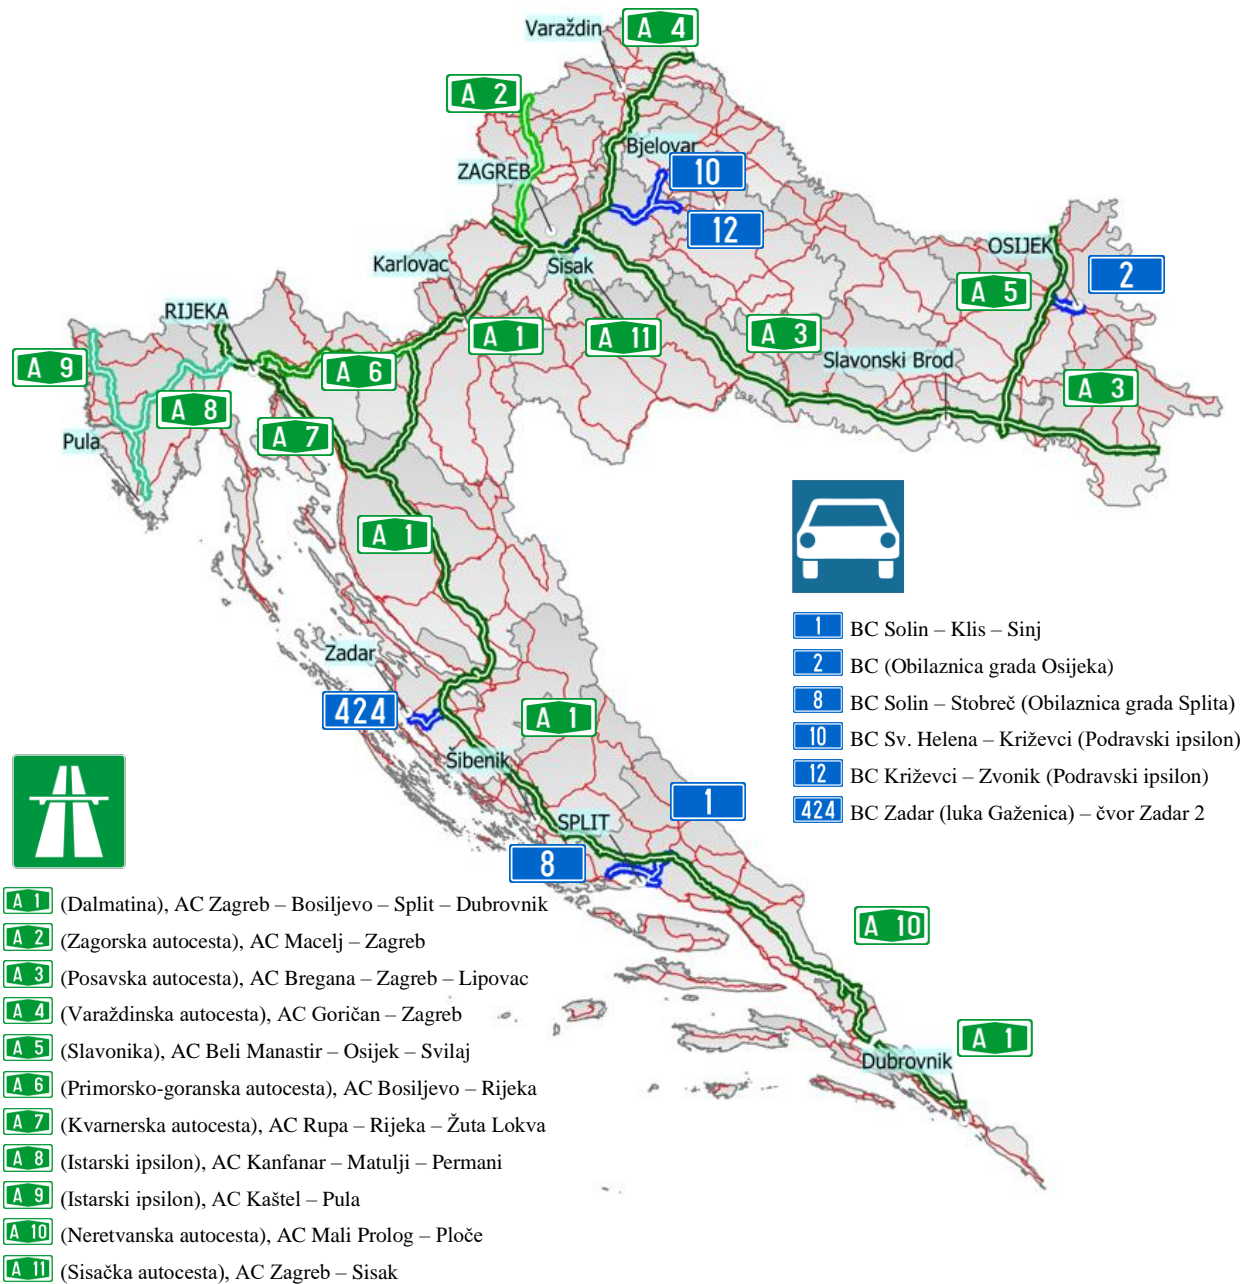 Varaždin
A 4
A 2
Bjelovar
10
ZAGREB
12
OSIJEK
Karlovac
Sisak
2
A 5
RIJEKA
A 1
A 11
A 3
Slavonski Brod
A 9
A 6
A 3
A 8
A 7
Pula
A 1
Zadar
424
A 1
Šibenik
1
SPLIT
8
A 10
A 1
Dubrovnik
1 BC Solin – Klis – Sinj
2 BC (Obilaznica grada Osijeka)
8 BC Solin – Stobreč (Obilaznica grada Splita)
10 BC Sv. Helena – Križevci (Podravski ipsilon)
12 BC Križevci – Zvonik (Podravski ipsilon)
424 BC Zadar (luka Gaženica) – čvor Zadar 2
A 1 (Dalmatina), AC Zagreb – Bosiljevo – Split – Dubrovnik
A 2 (Zagorska autocesta), AC Macelj – Zagreb
A 3 (Posavska autocesta), AC Bregana – Zagreb – Lipovac
A 4 (Varaždinska autocesta), AC Goričan – Zagreb
A 5 (Slavonika), AC Beli Manastir – Osijek – Svilaj
A 6 (Primorsko-goranska autocesta), AC Bosiljevo – Rijeka
A 7 (Kvarnerska autocesta), AC Rupa – Rijeka – Žuta Lokva
A 8 (Istarski ipsilon), AC Kanfanar – Matulji – Permani
A 9 (Istarski ipsilon), AC Kaštel – Pula
A 10 (Neretvanska autocesta), AC Mali Prolog – Ploče
A 11 (Sisačka autocesta), AC Zagreb – Sisak